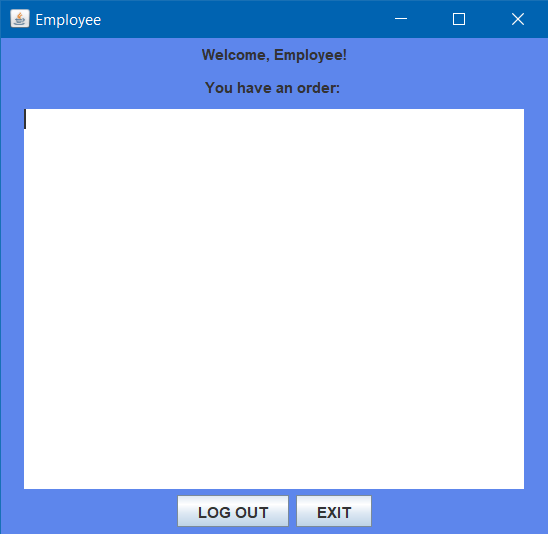 Employee
Welcome, Employee!
You have an order:
LOG OUT EXIT